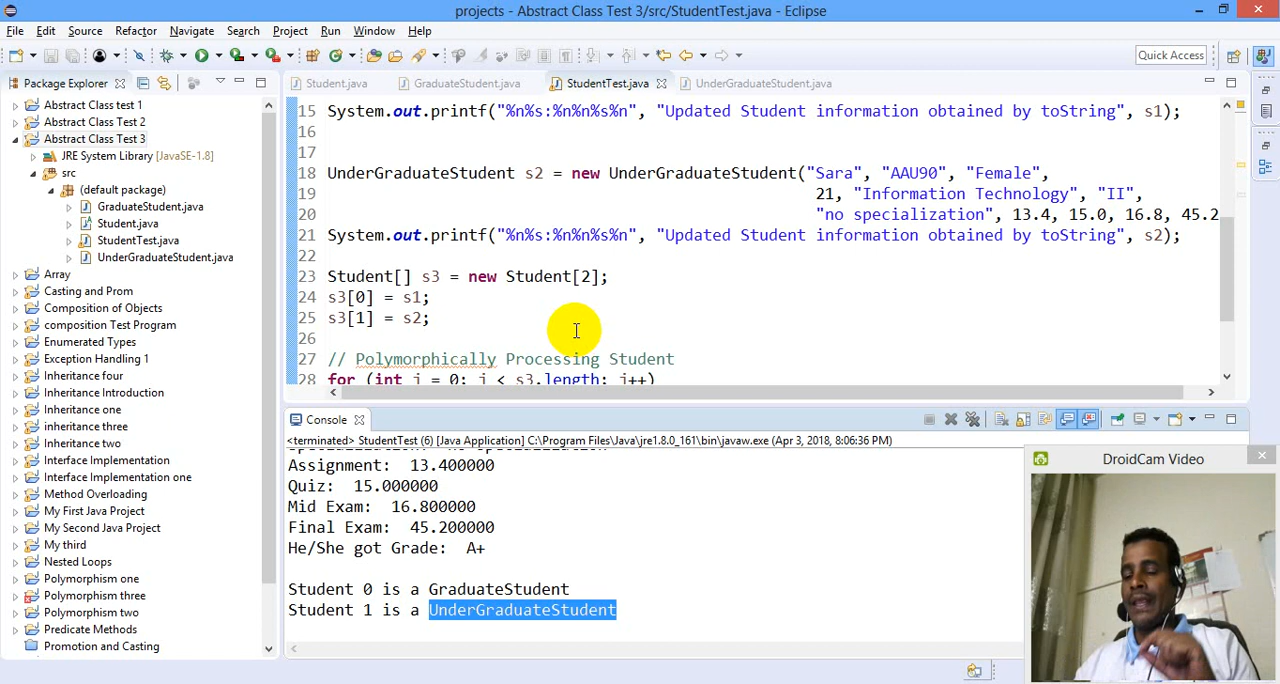 projects - Abstract Class Test 3/src/StudentTest.java - Eclipse
File Edit Source Refactor Navigate Search Project Run Window Help
Quick Access
Package Explorer
Student.java GraduateStudent.java StudentTest.java UnderGraduateStudent.java
Abstract Class test 1
Abstract Class Test 2
Abstract Class Test 3
JRE System Library [JavaSE-1.8]
src
(default package)
GraduateStudent.java
Student.java
StudentTest.java
UnderGraduateStudent.java
Array
Casting and Prom
Composition of Objects
composition Test Program
Enumerated Types
Exception Handling 1
Inheritance four
Inheritance Introduction
Inheritance one
inheritance three
Inheritance two
Interface Implementation
Interface Implementation one
Method Overloading
My First Java Project
My Second Java Project
My third
Nested Loops
Polymorphism one
Polymorphism three
Polymorphism two
Predicate Methods
Promotion and Casting
15 System.out.printf("%n%s:%n%n%s%n", "Updated Student information obtained by toString", s1);
16
17
18 UnderGraduateStudent s2 = new UnderGraduateStudent("Sara", "AAU90", "Female",
19 21, "Information Technology", "II",
20 "no specialization", 13.4, 15.0, 16.8, 45.2
21 System.out.printf("%n%s:%n%n%s%n", "Updated Student information obtained by toString", s2);
22
23 Student[] s3 = new Student[2];
24 s3[0] = s1;
25 s3[1] = s2;
26
27 // Polymorphically Processing Student
28 for (int j = 0; j < s3.length; j++)
Console
<terminated> StudentTest (6) [Java Application] C:\Program Files\Java\jre1.8.0_161\bin\javaw.exe (Apr 3, 2018, 8:06:36 PM)
Assignment: 13.400000
Quiz: 15.000000
Mid Exam: 16.800000
Final Exam: 45.200000
He/She got Grade: A+
Student 0 is a GraduateStudent
Student 1 is a UnderGraduateStudent
DroidCam Video